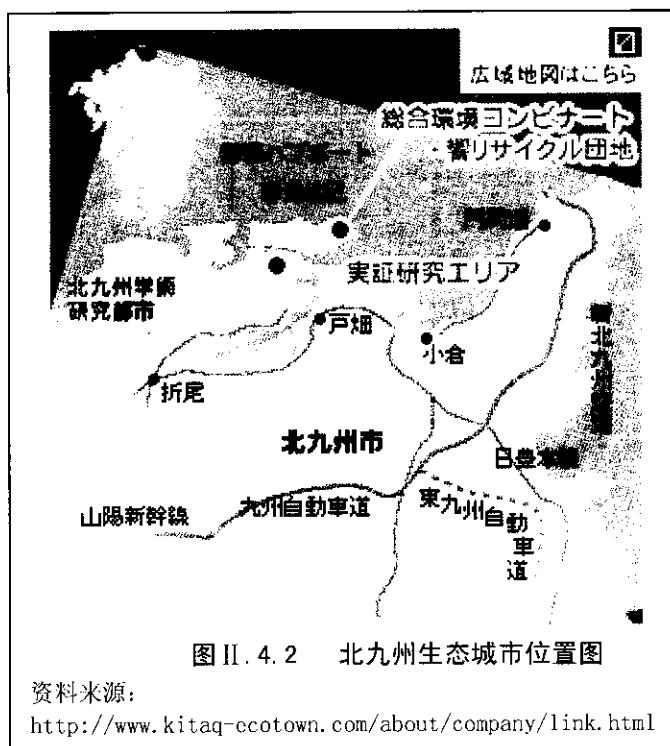 広域地図はこちら
総合環境コンビナート
・響リサイクル団地
北九州学術
研究都市
実証研究エリア
戸畑
小倉
折尾
北九州市
日豊本線
山陽新幹線
九州自動車道
東九州自動車道
图Ⅱ.4.2 北九州生态城市位置图
资料来源:
http://www.kitaq-ecotown.com/about/company/link.html